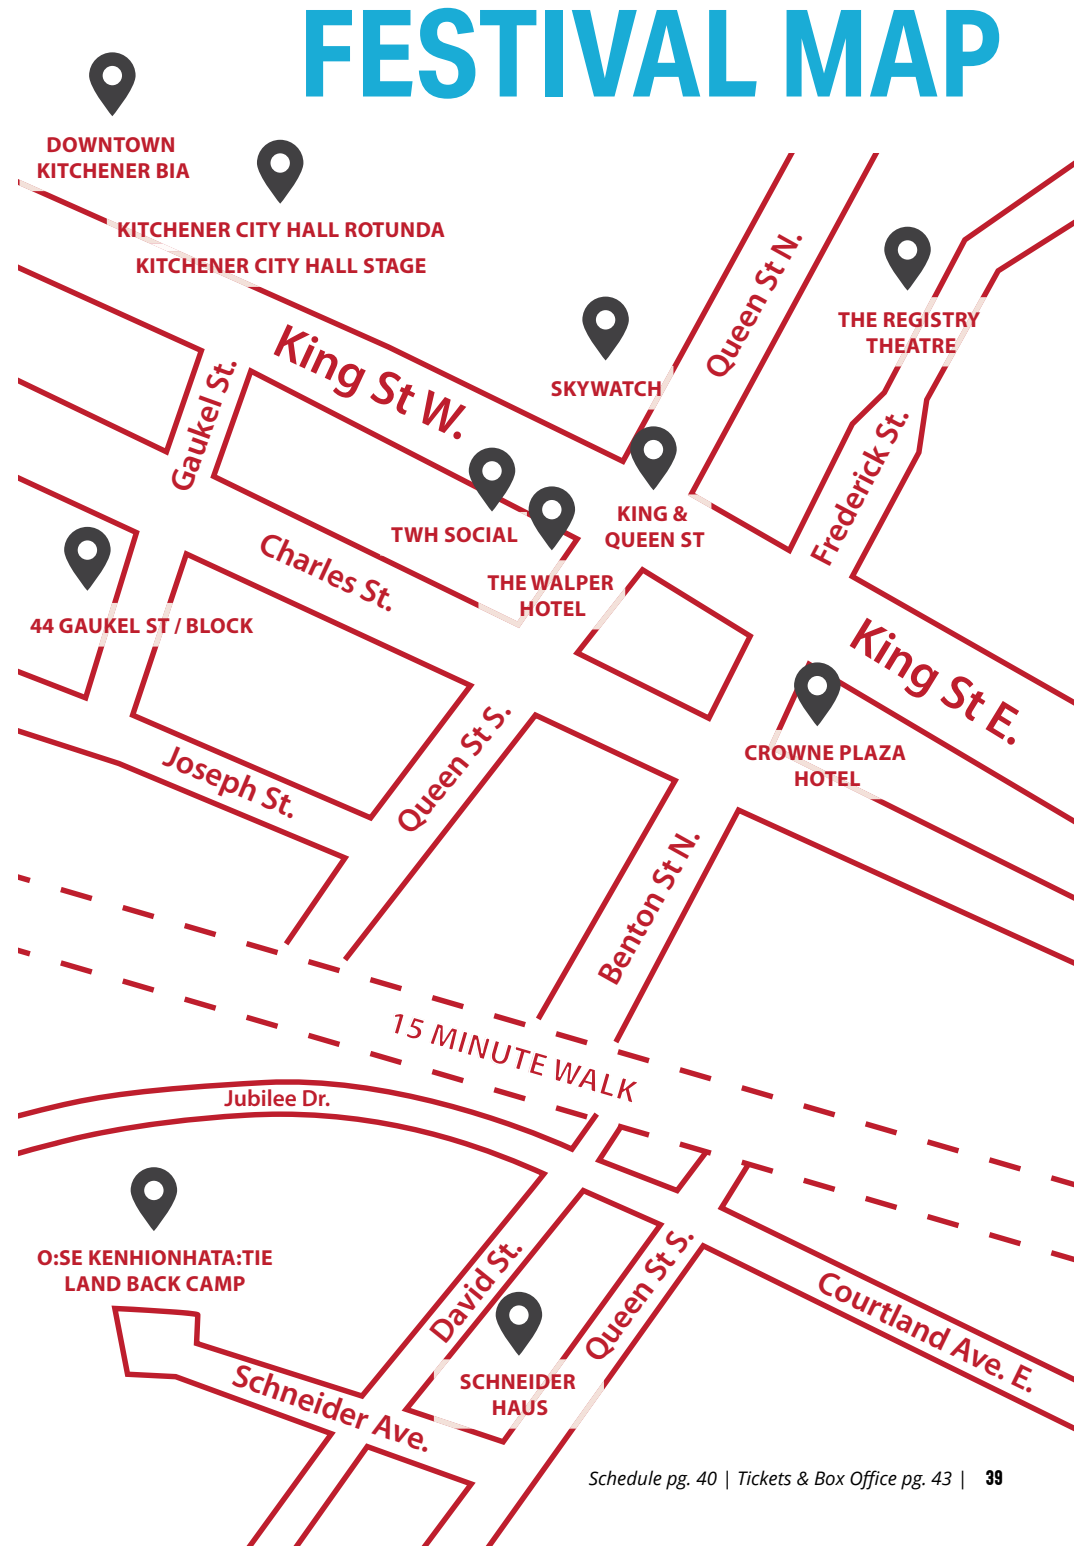 FESTIVAL MAP
DOWNTOWN
KITCHENER BIA
KITCHENER CITY HALL ROTUNDA
KITCHENER CITY HALL STAGE
Queen St N.
THE REGISTRY
THEATRE
King St W.
SKYWATCH
Gaukel St.
Frederick St.
KING &
QUEEN ST
TWH SOCIAL
Charles St.
THE WALPER
HOTEL
44 GAUKEL ST / BLOCK
King St E.
Queen St S.
CROWNE PLAZA
HOTEL
Joseph St.
Benton St N.
15 MINUTE WALK
Jubilee Dr.
O:SE KENHIONHATA:TIE
LAND BACK CAMP
David St.
Queen St S.
Courtland Ave. E.
SCHNEIDER
HAUS
Schneider Ave.
Schedule pg. 40 | Tickets & Box Office pg. 43 | 39